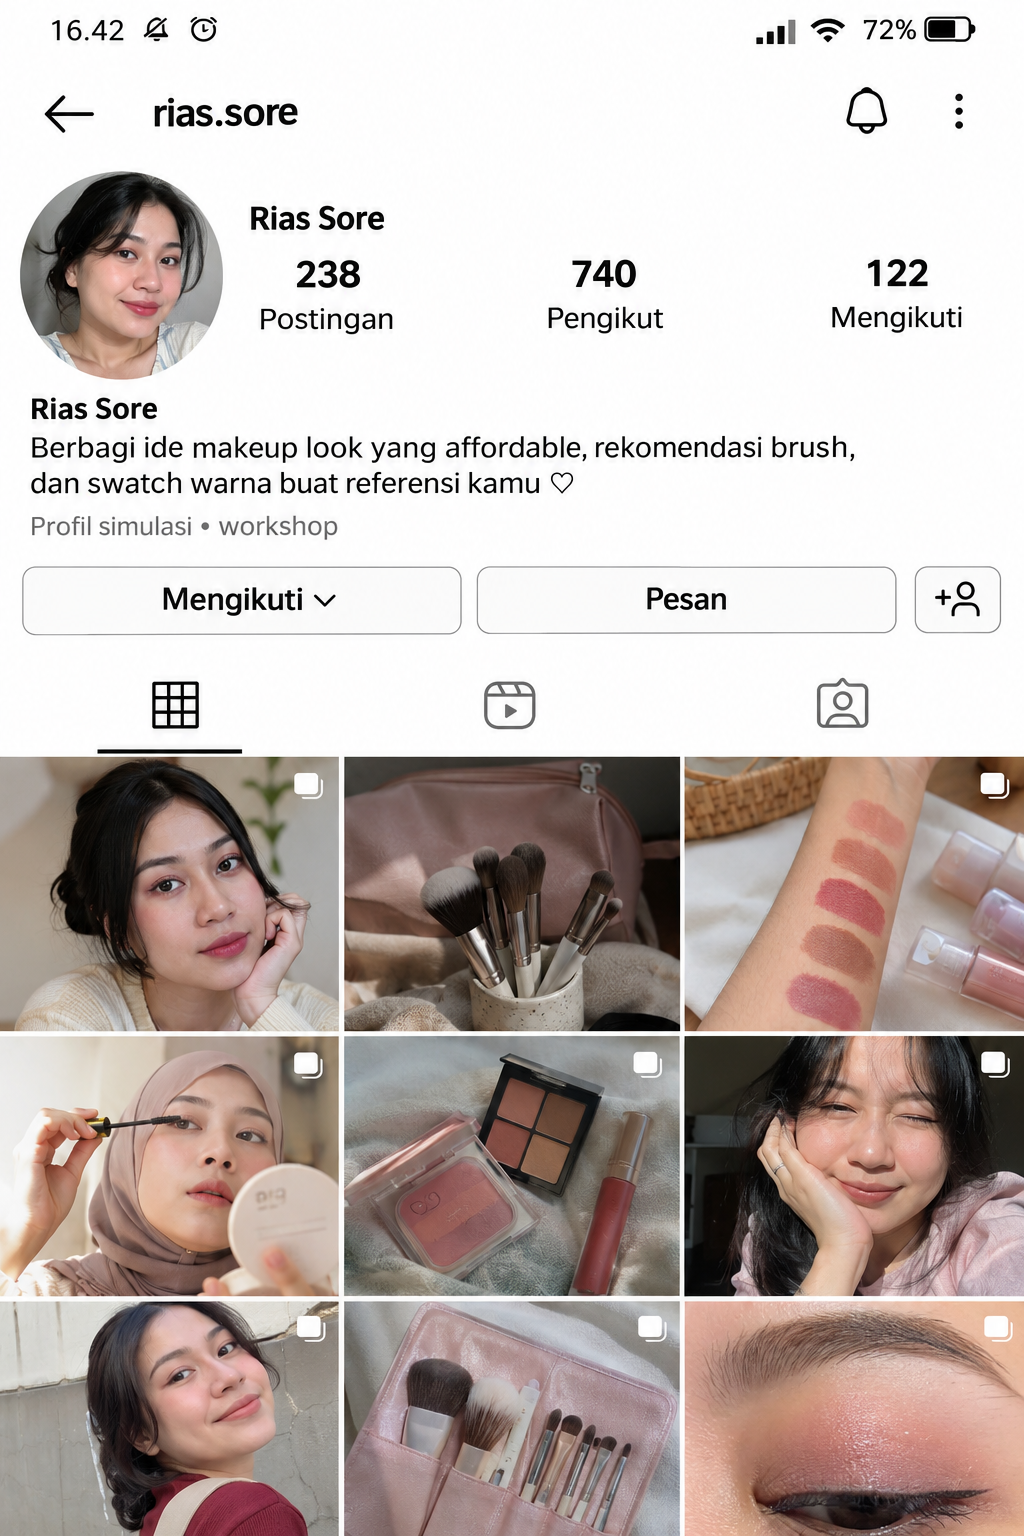 16.42
72%
rias.sore
Rias Sore
238
740
122
Postingan
Pengikut
Mengikuti
Rias Sore
Berbagi ide makeup look yang affordable, rekomendasi brush,
dan swatch warna buat referensi kamu ♡
Profil simulasi • workshop
Mengikuti
Pesan